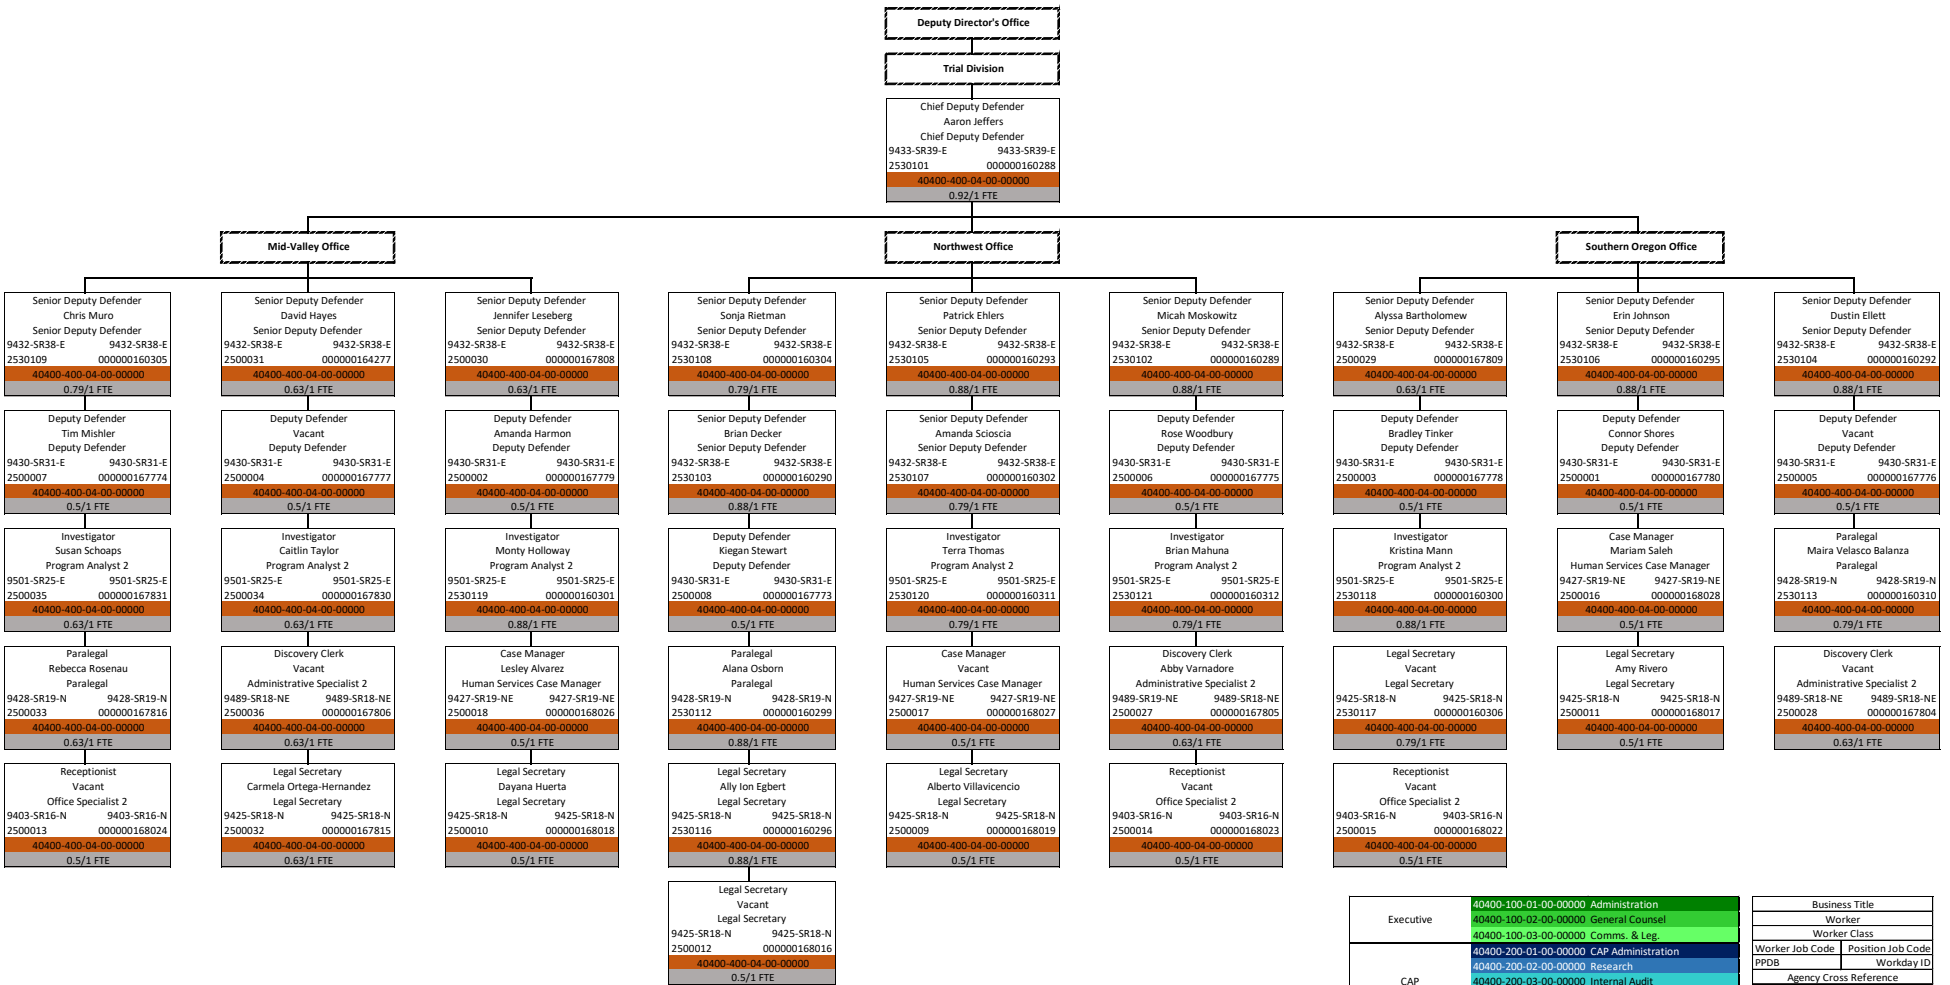 Deputy Director's Office
Trial Division
Chief Deputy Defender
Aaron Jeffers
Chief Deputy Defender
9433-SR39-E 9433-SR39-E
2530101 000000160288
40400-400-04-00-00000
0.92/1 FTE
Mid-Valley Office
Senior Deputy Defender
Chris Muro
Senior Deputy Defender
9432-SR38-E 9432-SR38-E
2530109 000000160305
40400-400-04-00-00000
0.79/1 FTE
Deputy Defender
Tim Mishler
Deputy Defender
9430-SR31-E 9430-SR31-E
2500007 000000167774
40400-400-04-00-00000
0.5/1 FTE
Investigator
Susan Schoaps
Program Analyst 2
9501-SR25-E 9501-SR25-E
2500035 000000167831
40400-400-04-00-00000
0.63/1 FTE
Paralegal
Rebecca Rosenau
Paralegal
9428-SR19-N 9428-SR19-N
2500033 000000167816
40400-400-04-00-00000
0.63/1 FTE
Receptionist
Vacant
Office Specialist 2
9403-SR16-N 9403-SR16-N
2500013 000000168024
40400-400-04-00-00000
0.5/1 FTE
Senior Deputy Defender
David Hayes
Senior Deputy Defender
9432-SR38-E 9432-SR38-E
2500031 000000164277
40400-400-04-00-00000
0.63/1 FTE
Deputy Defender
Vacant
Deputy Defender
9430-SR31-E 9430-SR31-E
2500004 000000167777
40400-400-04-00-00000
0.5/1 FTE
Investigator
Caitlin Taylor
Program Analyst 2
9501-SR25-E 9501-SR25-E
2500034 000000167830
40400-400-04-00-00000
0.63/1 FTE
Discovery Clerk
Vacant
Administrative Specialist 2
9489-SR18-NE 9489-SR18-NE
2500036 000000167806
40400-400-04-00-00000
0.63/1 FTE
Legal Secretary
Carmela Ortega-Hernandez
Legal Secretary
9425-SR18-N 9425-SR18-N
2500032 000000167815
40400-400-04-00-00000
0.63/1 FTE
Senior Deputy Defender
Jennifer Leseberg
Senior Deputy Defender
9432-SR38-E 9432-SR38-E
2500030 000000167808
40400-400-04-00-00000
0.63/1 FTE
Deputy Defender
Amanda Harmon
Deputy Defender
9430-SR31-E 9430-SR31-E
2500002 000000167779
40400-400-04-00-00000
0.5/1 FTE
Investigator
Monty Holloway
Program Analyst 2
9501-SR25-E 9501-SR25-E
2530119 000000160301
40400-400-04-00-00000
0.88/1 FTE
Case Manager
Lesley Alvarez
Human Services Case Manager
9427-SR19-NE 9427-SR19-NE
2500018 000000168026
40400-400-04-00-00000
0.5/1 FTE
Legal Secretary
Dayana Huerta
Legal Secretary
9425-SR18-N 9425-SR18-N
2500010 000000168018
40400-400-04-00-00000
0.5/1 FTE
Northwest Office
Senior Deputy Defender
Sonja Rietman
Senior Deputy Defender
9432-SR38-E 9432-SR38-E
2530108 000000160304
40400-400-04-00-00000
0.79/1 FTE
Senior Deputy Defender
Brian Decker
Senior Deputy Defender
9432-SR38-E 9432-SR38-E
2530103 000000160290
40400-400-04-00-00000
0.88/1 FTE
Deputy Defender
Kiegan Stewart
Deputy Defender
9430-SR31-E 9430-SR31-E
2500008 000000167773
40400-400-04-00-00000
0.5/1 FTE
Paralegal
Alana Osborn
Paralegal
9428-SR19-N 9428-SR19-N
2530112 000000160299
40400-400-04-00-00000
0.88/1 FTE
Legal Secretary
Ally Ion Egbert
Legal Secretary
9425-SR18-N 9425-SR18-N
2530116 000000160296
40400-400-04-00-00000
0.88/1 FTE
Legal Secretary
Vacant
Legal Secretary
9425-SR18-N 9425-SR18-N
2500012 000000168016
40400-400-04-00-00000
0.5/1 FTE
Senior Deputy Defender
Patrick Ehlers
Senior Deputy Defender
9432-SR38-E 9432-SR38-E
2530105 000000160293
40400-400-04-00-00000
0.88/1 FTE
Senior Deputy Defender
Amanda Scioscia
Senior Deputy Defender
9432-SR38-E 9432-SR38-E
2530107 000000160302
40400-400-04-00-00000
0.79/1 FTE
Investigator
Terra Thomas
Program Analyst 2
9501-SR25-E 9501-SR25-E
2530120 000000160311
40400-400-04-00-00000
0.79/1 FTE
Case Manager
Vacant
Human Services Case Manager
9427-SR19-NE 9427-SR19-NE
2500017 000000168027
40400-400-04-00-00000
0.5/1 FTE
Legal Secretary
Alberto Villavicencio
Legal Secretary
9425-SR18-N 9425-SR18-N
2500009 000000168019
40400-400-04-00-00000
0.5/1 FTE
Senior Deputy Defender
Micah Moskowitz
Senior Deputy Defender
9432-SR38-E 9432-SR38-E
2530102 000000160289
40400-400-04-00-00000
0.88/1 FTE
Deputy Defender
Rose Woodbury
Deputy Defender
9430-SR31-E 9430-SR31-E
2500006 000000167775
40400-400-04-00-00000
0.5/1 FTE
Investigator
Brian Mahuna
Program Analyst 2
9501-SR25-E 9501-SR25-E
2530121 000000160312
40400-400-04-00-00000
0.79/1 FTE
Discovery Clerk
Abby Varnadore
Administrative Specialist 2
9489-SR18-NE 9489-SR18-NE
2500027 000000167805
40400-400-04-00-00000
0.63/1 FTE
Receptionist
Vacant
Office Specialist 2
9403-SR16-N 9403-SR16-N
2500014 000000168023
40400-400-04-00-00000
0.5/1 FTE
Southern Oregon Office
Senior Deputy Defender
Alyssa Bartholomew
Senior Deputy Defender
9432-SR38-E 9432-SR38-E
2500029 000000167809
40400-400-04-00-00000
0.63/1 FTE
Deputy Defender
Bradley Tinker
Deputy Defender
9430-SR31-E 9430-SR31-E
2500003 000000167778
40400-400-04-00-00000
0.5/1 FTE
Investigator
Kristina Mann
Program Analyst 2
9501-SR25-E 9501-SR25-E
2530118 000000160300
40400-400-04-00-00000
0.88/1 FTE
Legal Secretary
Vacant
Legal Secretary
9425-SR18-N 9425-SR18-N
2530117 000000160306
40400-400-04-00-00000
0.79/1 FTE
Receptionist
Vacant
Office Specialist 2
9403-SR16-N 9403-SR16-N
2500015 000000168022
40400-400-04-00-00000
0.5/1 FTE
Senior Deputy Defender
Erin Johnson
Senior Deputy Defender
9432-SR38-E 9432-SR38-E
2530106 000000160295
40400-400-04-00-00000
0.88/1 FTE
Deputy Defender
Connor Shores
Deputy Defender
9430-SR31-E 9430-SR31-E
2500001 000000167780
40400-400-04-00-00000
0.5/1 FTE
Case Manager
Mariam Saleh
Human Services Case Manager
9427-SR19-NE 9427-SR19-NE
2500016 000000168028
40400-400-04-00-00000
0.5/1 FTE
Legal Secretary
Amy Rivero
Legal Secretary
9425-SR18-N 9425-SR18-N
2500011 000000168017
40400-400-04-00-00000
0.5/1 FTE
Senior Deputy Defender
Dustin Ellett
Senior Deputy Defender
9432-SR38-E 9432-SR38-E
2530104 000000160292
40400-400-04-00-00000
0.88/1 FTE
Deputy Defender
Vacant
Deputy Defender
9430-SR31-E 9430-SR31-E
2500005 000000167776
40400-400-04-00-00000
0.5/1 FTE
Paralegal
Maira Velasco Balanza
Paralegal
9428-SR19-N 9428-SR19-N
2530113 000000160310
40400-400-04-00-00000
0.79/1 FTE
Discovery Clerk
Vacant
Administrative Specialist 2
9489-SR18-NE 9489-SR18-NE
2500028 000000167804
40400-400-04-00-00000
0.63/1 FTE
Executive
40400-100-01-00-00000 Administration
40400-100-02-00-00000 General Counsel
40400-100-03-00-00000 Comms. & Leg.
CAP
40400-200-01-00-00000 CAP Administration
40400-200-02-00-00000 Research
40400-200-03-00-00000 Internal Audit
Business Title
Worker
Worker Class
Worker Job Code Position Job Code
PPDB Workday ID
Agency Cross Reference